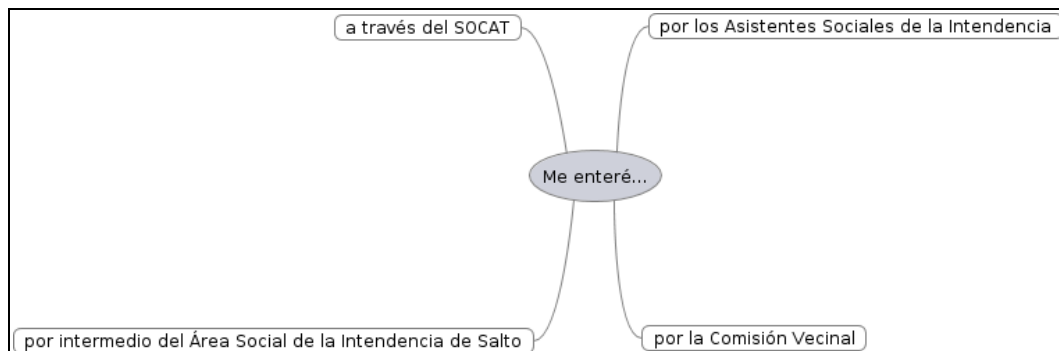 a través del SOCAT
por los Asistentes Sociales de la Intendencia
Me enteré...
por intermedio del Área Social de la Intendencia de Salto
por la Comisión Vecinal